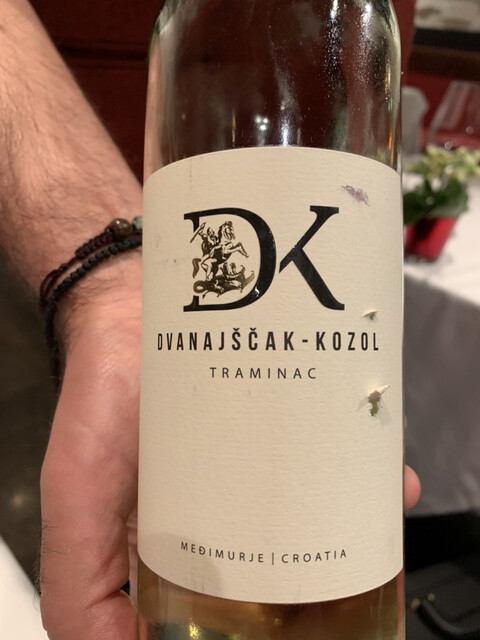 DK
DVANAJŠČAK-KOZOL
TRAMINAC
MEĐIMURJE | CROATIA